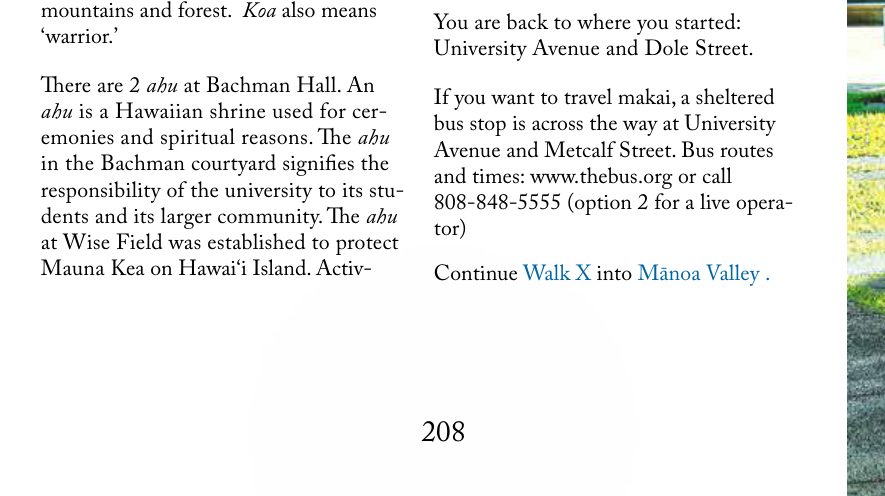 mountains and forest.  Koa also means
‘warrior.’
There are 2 ahu at Bachman Hall. An
ahu is a Hawaiian shrine used for cer-
emonies and spiritual reasons. The ahu
in the Bachman courtyard signifies the
responsibility of the university to its stu-
dents and its larger community. The ahu
at Wise Field was established to protect
Mauna Kea on Hawai‘i Island. Activ-
You are back to where you started:
University Avenue and Dole Street.
If you want to travel makai, a sheltered
bus stop is across the way at University
Avenue and Metcalf Street. Bus routes
and times: www.thebus.org or call
808-848-5555 (option 2 for a live opera-
tor)
Continue Walk X into Mānoa Valley .
208